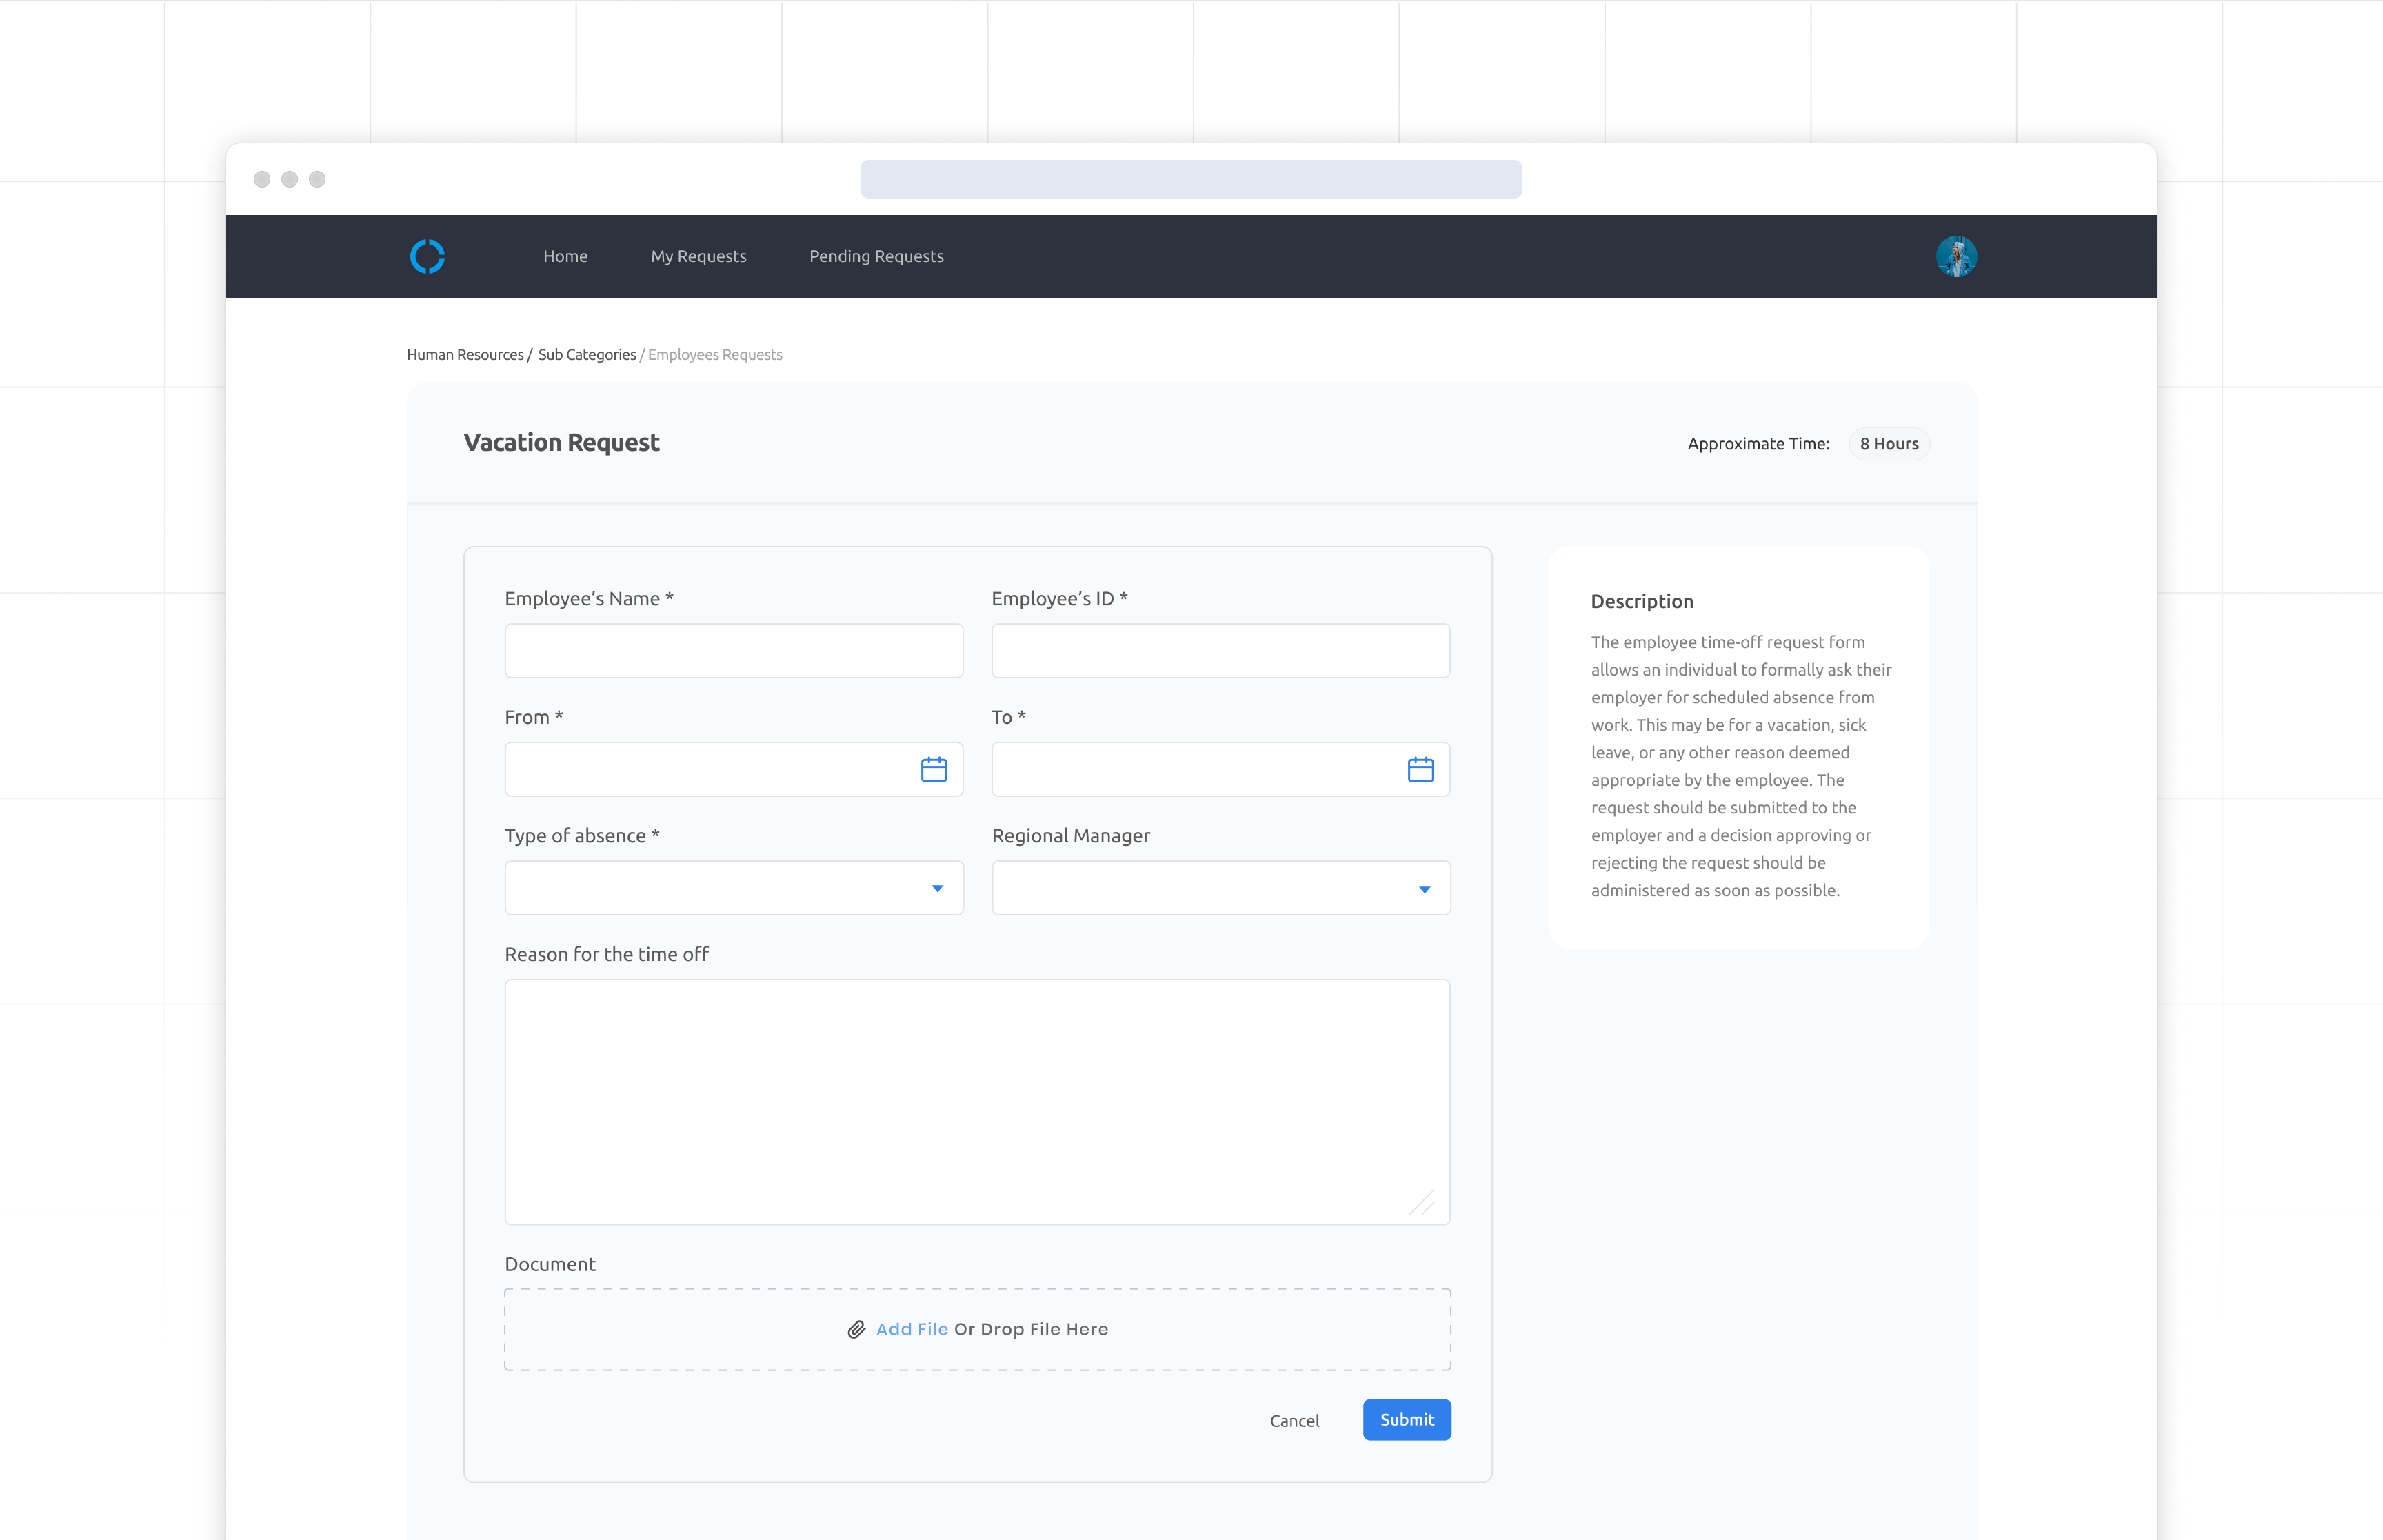 Home
My Requests
Pending Requests
Human Resources / Sub Categories / Employees Requests
Vacation Request
Approximate Time: 8 Hours
Employee’s Name *
Employee’s ID *
From *
To *
Type of absence *
Regional Manager
Reason for the time off
Document
Add File Or Drop File Here
Cancel
Submit
Description
The employee time-off request form
allows an individual to formally ask their
employer for scheduled absence from
work. This may be for a vacation, sick
leave, or any other reason deemed
appropriate by the employee. The
request should be submitted to the
employer and a decision approving or
rejecting the request should be
administered as soon as possible.